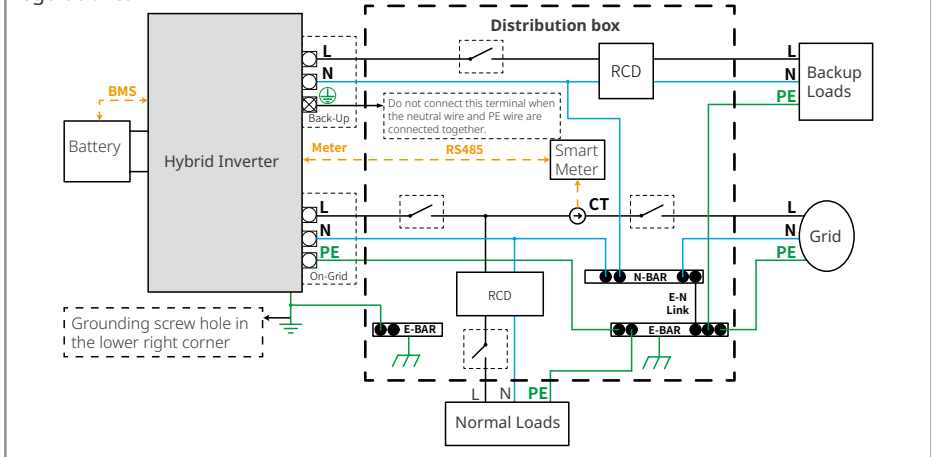 Distribution box
L
N
Back-Up
BMS
Battery
Hybrid Inverter
Do not connect this terminal when
the neutral wire and PE wire are
connected together.
RCD
L
N
PE
Backup
Loads
Meter
RS485
Smart
Meter
CT
L
N
PE
On-Grid
L
N
PE
Grid
N-BAR
E-N
Link
RCD
E-BAR
E-BAR
Grounding screw hole in
the lower right corner
L N PE
Normal Loads